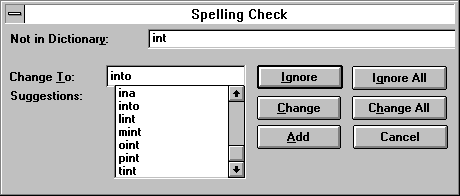 Spelling Check
Not in Dictionary: int
Change To: into
Ignore Ignore All
Suggestions:
ina
into
lint
mint
oint
pint
tint
Change Change All
Add Cancel